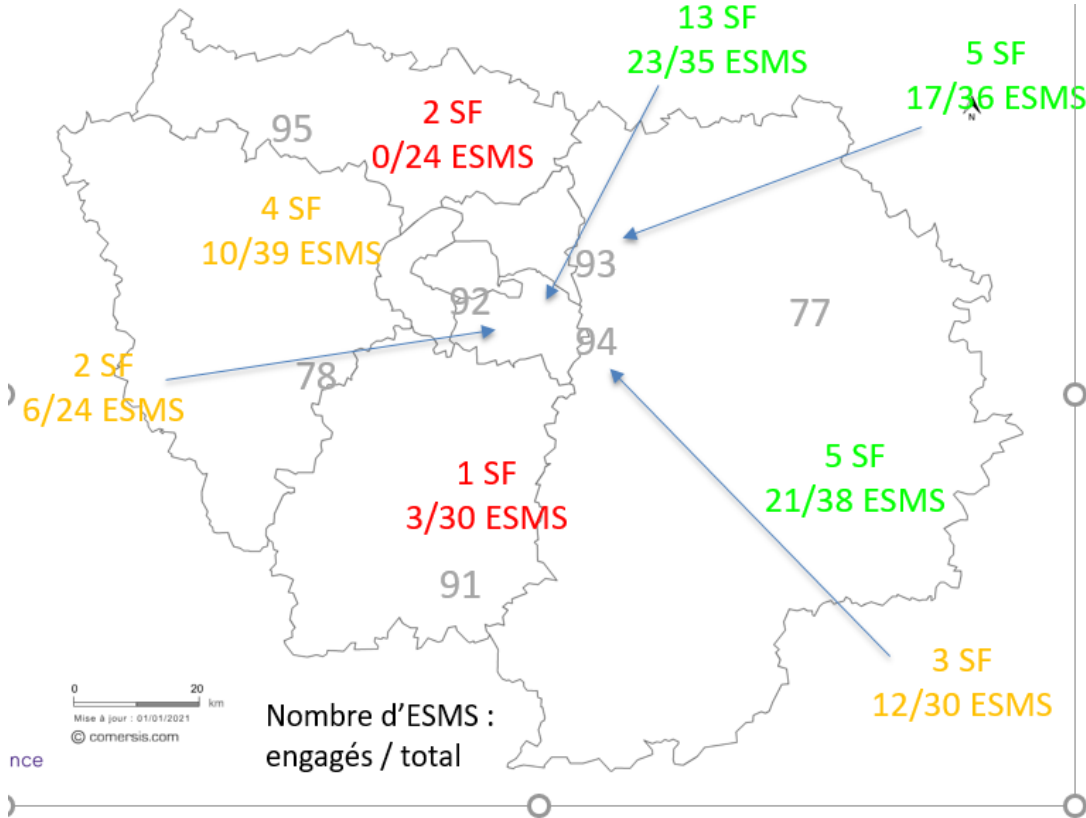 13 SF
23/35 ESMS
5 SF
17/36 ESMS
N
2 SF
0/24 ESMS
95
4 SF
10/39 ESMS
93
92
77
94
78
2 SF
6/24 ESMS
1 SF
3/30 ESMS
5 SF
21/38 ESMS
91
3 SF
12/30 ESMS
0 20
km
Mise à jour : 01/01/2021
© comersis.com
Nombre d'ESMS :
engagés / total
nce